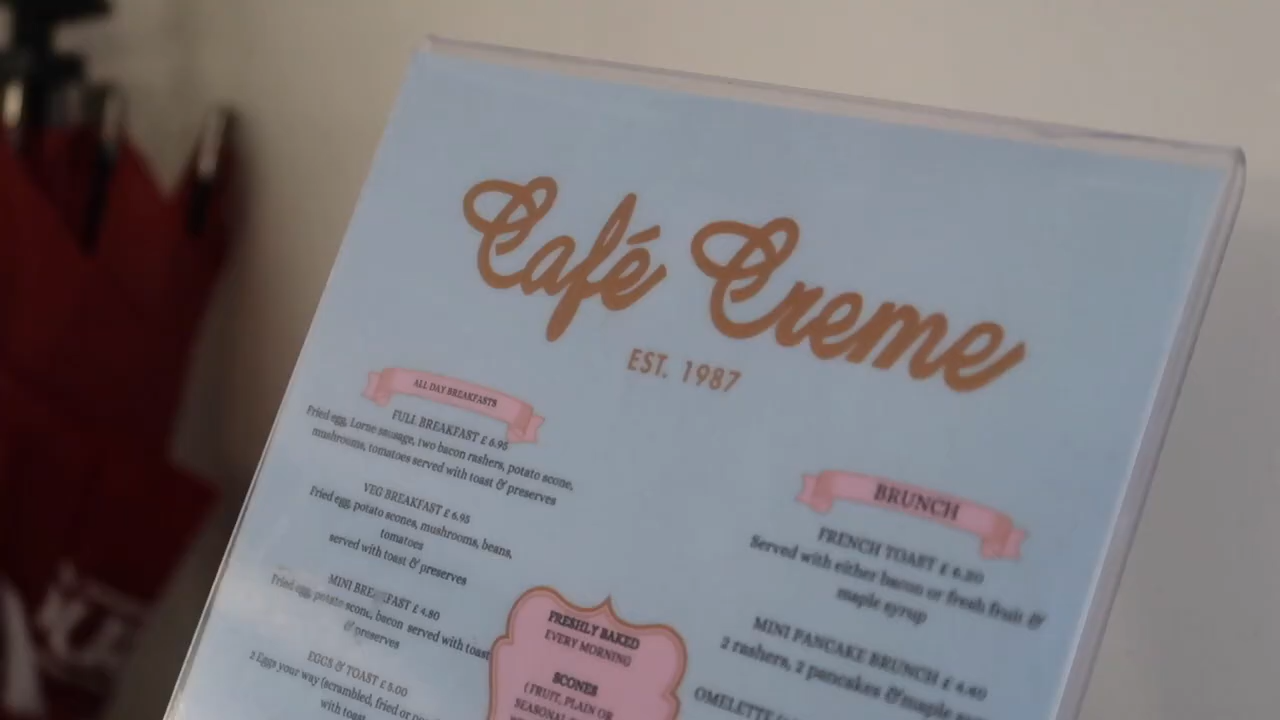 Café Creme
EST. 1987
ALL DAY BREAKFASTS
FULL BREAKFAST £ 6.95
Fried egg, Lorne sausage, two bacon rashers, potato scone,
mushrooms, tomatoes served with toast & preserves
VEG BREAKFAST £ 6.95
Fried egg, potato scones, mushrooms, beans,
tomatoes
served with toast & preserves
MINI BREAKFAST £ 4.80
Fried egg, potato scone, bacon served with toast
& preserves
EGGS & TOAST £ 5.00
2 Eggs your way (scrambled, fried or
with toast
FRESHLY BAKED
EVERY MORNING
SCONES
( FRUIT, PLAIN OR
SEASONAL
BRUNCH
FRENCH TOAST £ 6.20
Served with either bacon or fresh fruit &
maple syrup
MINI PANCAKE BRUNCH £ 4.40
2 rashers, 2 pancakes & maple
OMELETTE